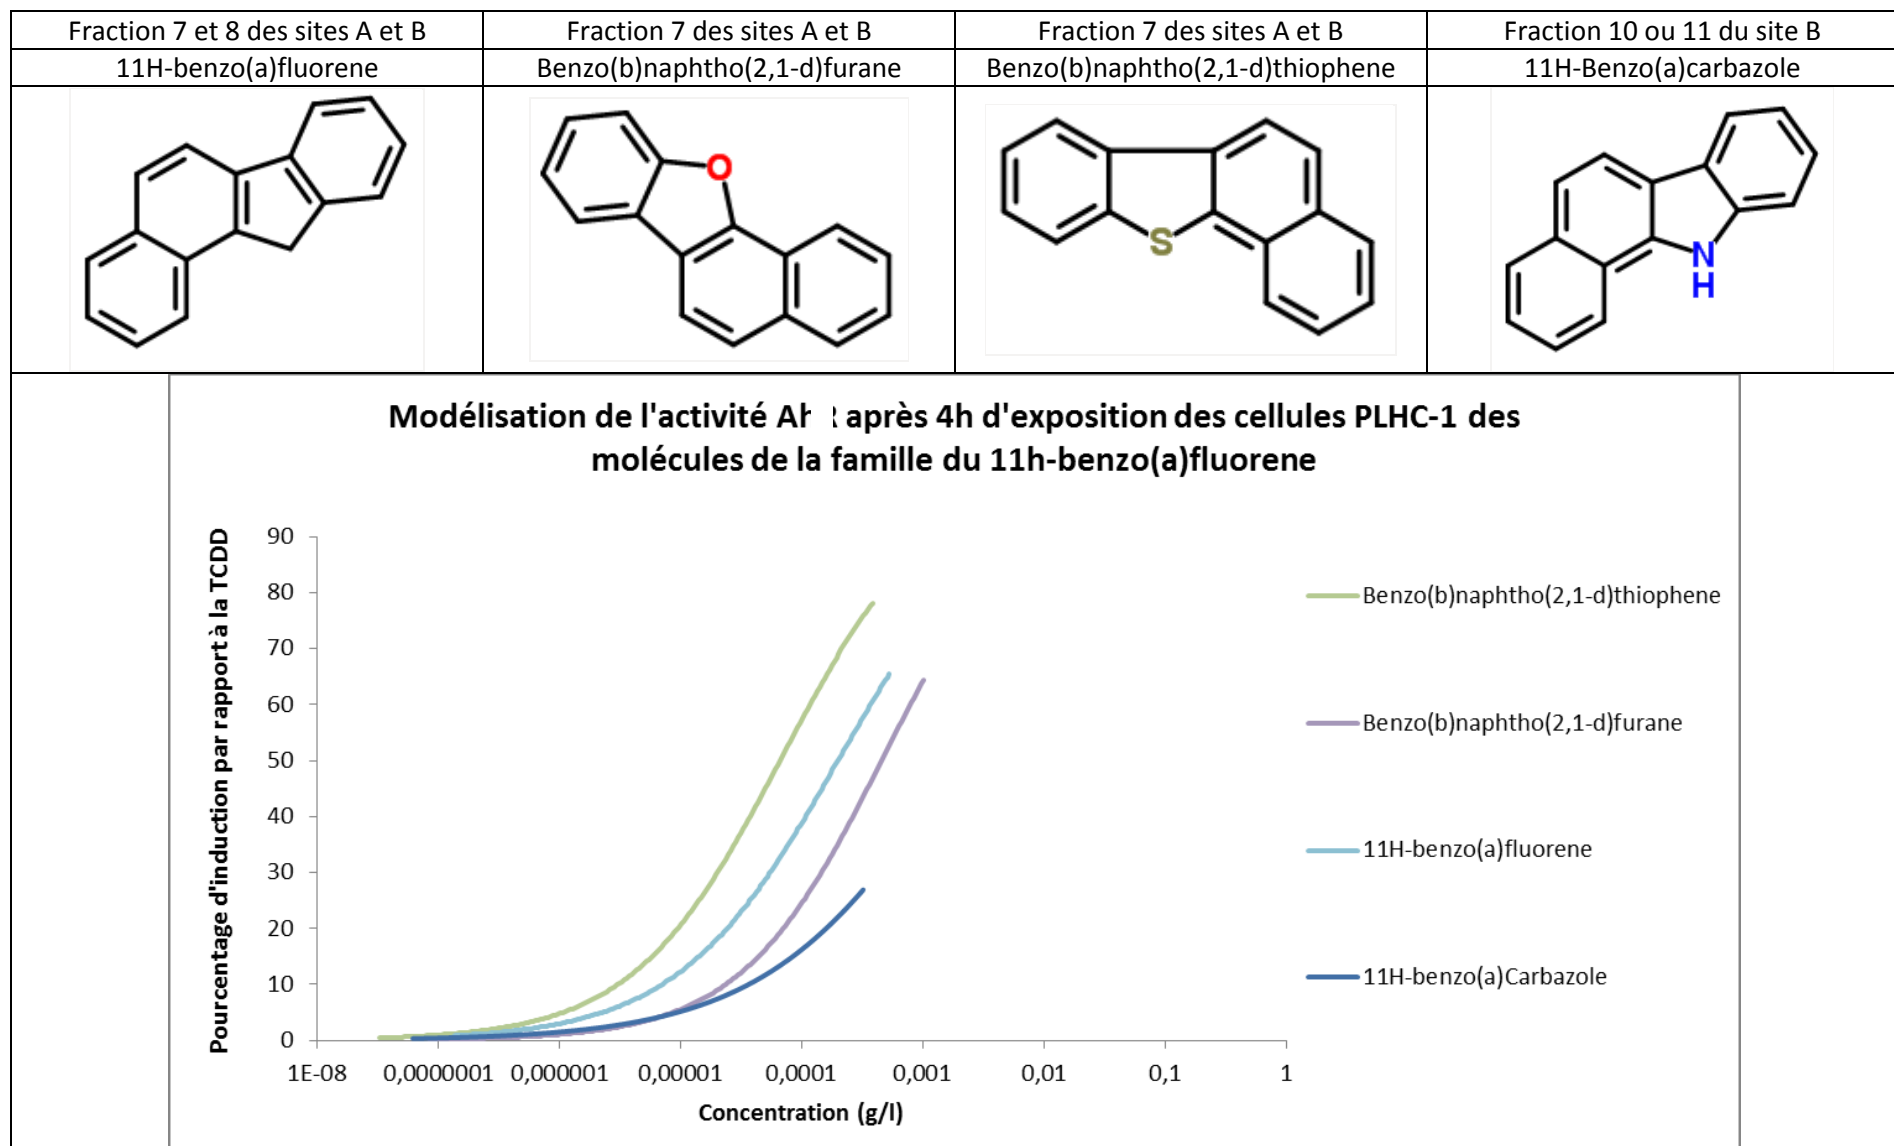 Fraction 7 et 8 des sites A et B
Fraction 7 des sites A et B
Fraction 7 des sites A et B
Fraction 10 ou 11 du site B
11H-benzo(a)fluorene
Benzo(b)naphtho(2,1-d)furane
Benzo(b)naphtho(2,1-d)thiophene
11H-Benzo(a)carbazole
O
S
N
H
Modélisation de l'activité après 4h d'exposition des cellules PLHC-1 des
molécules de la famille du 11h-benzo(a)fluorene
Pourcentage d'induction par rapport à la TCDD
90
80
70
60
50
40
30
20
10
0
1E-08
0,0000001
0,000001
0,00001
0,0001
0,001
0,01
0,1
1
Concentration (g/l)
Benzo(b)naphtho(2,1-d)thiophene
Benzo(b)naphtho(2,1-d)furane
11H-benzo(a)fluorene
11H-benzo(a)Carbazole